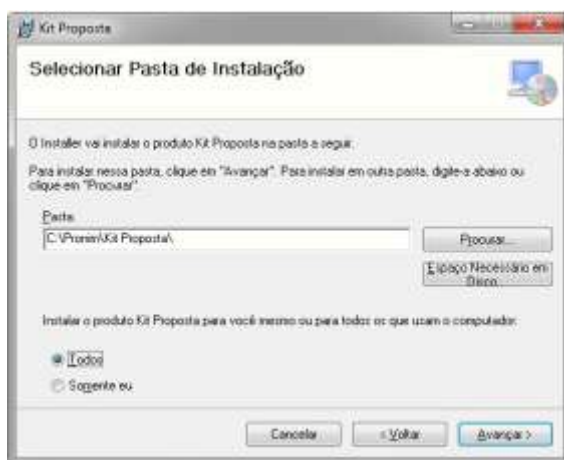 Kit Proposta
Selecionar Pasta de Instalação
O Installer vai instalar o produto Kit Proposta na pasta a seguir.
Para instalar nessa pasta, clique em "Avançar". Para instalar em outra pasta, digite-a abaixo ou
clique em "Procurar"
Pasta
C:\Pronim\Kit Proposta\
Procurar...
Espaço Necessário em
Disco
Instalar o produto Kit Proposta para você mesmo ou para todos os que usam o computador:
Todos
Somente eu
Cancelar
< Voltar
Avançar >